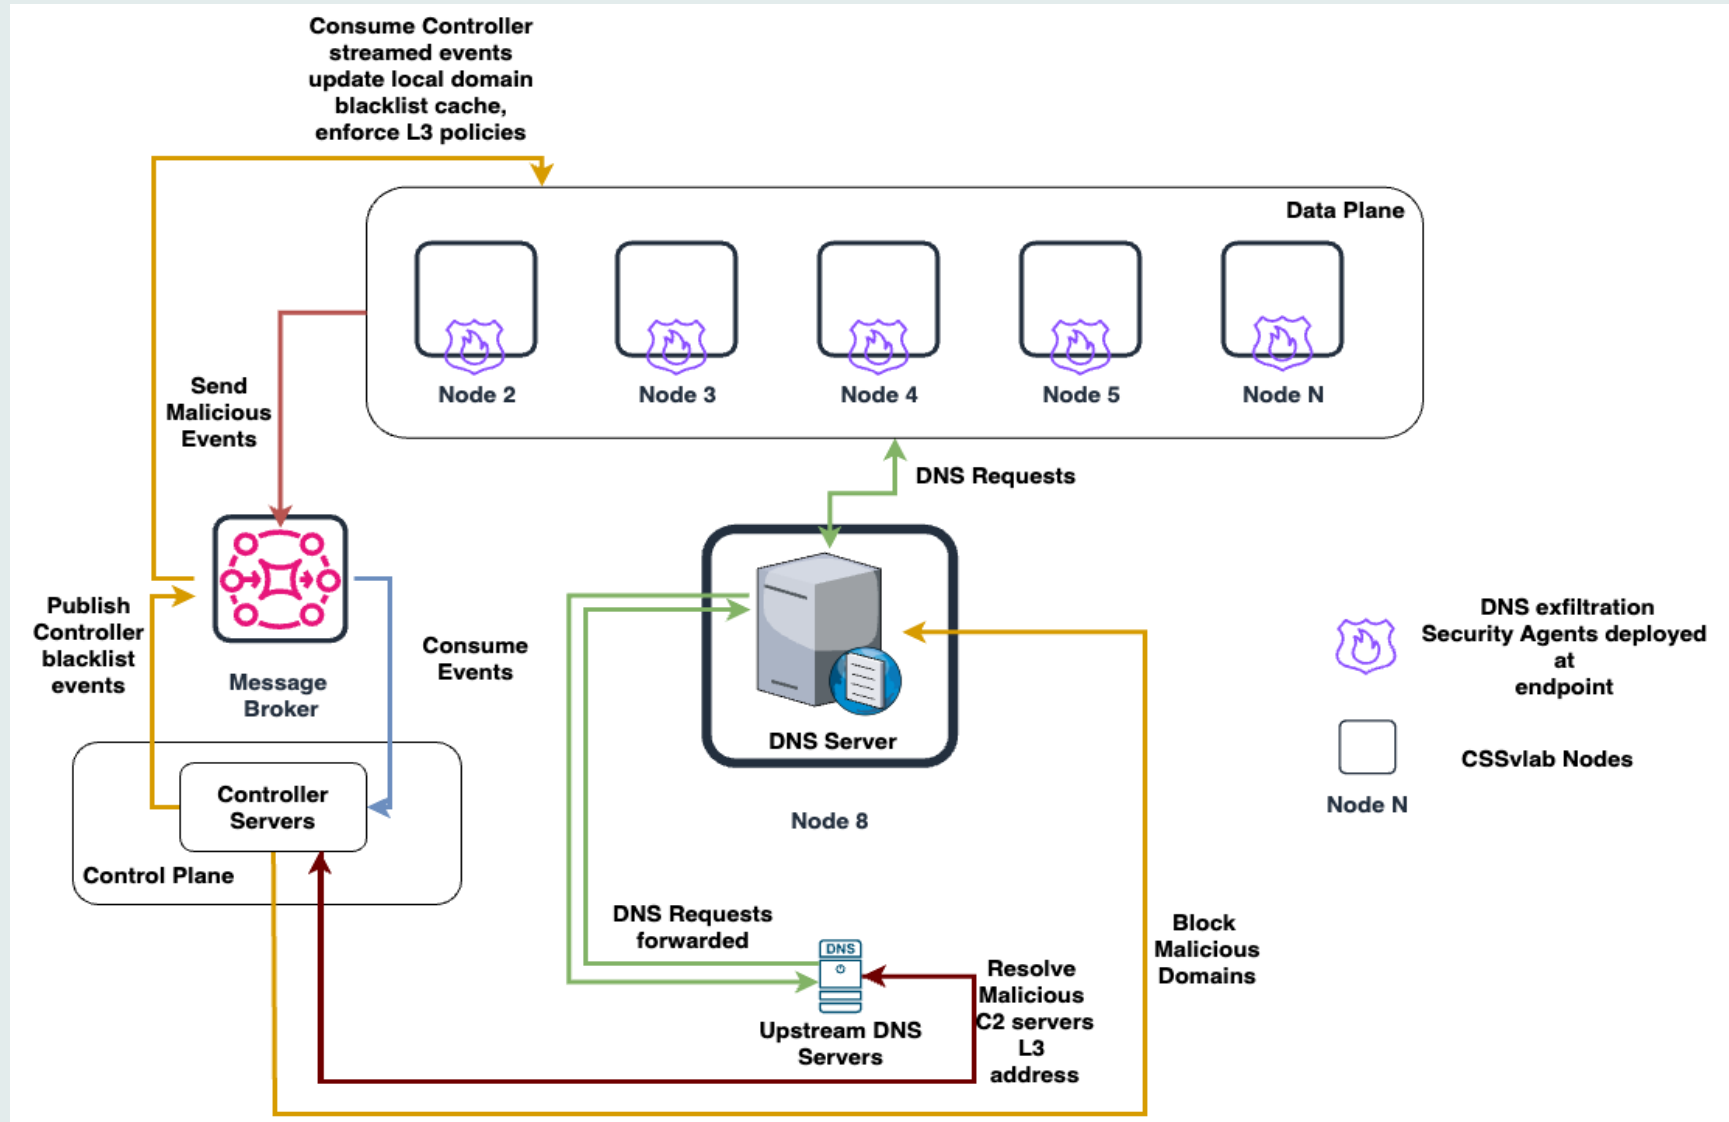 Consume Controller
streamed events
update local domain
blacklist cache,
enforce L3 policies
Data Plane
Node 2
Node 3
Node 4
Node 5
Node N
Send
Malicious
Events
DNS Requests
Publish
Controller
blacklist
events
Message
Broker
Consume
Events
DNS Server
Node 8
DNS exfiltration
Security Agents deployed
at
endpoint
CSSvlab Nodes
Node N
Controller
Servers
Control Plane
DNS Requests
forwarded
DNS
Upstream DNS
Servers
Resolve
Malicious
C2 servers
L3
address
Block
Malicious
Domains